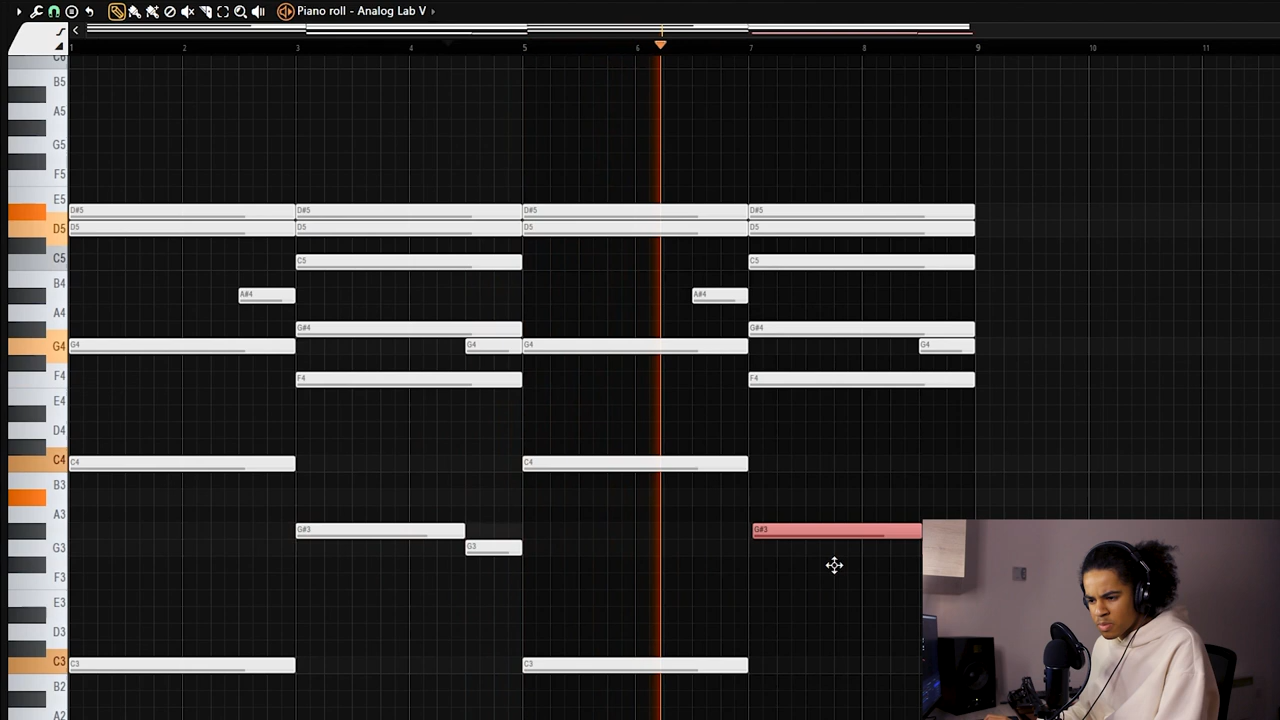 Piano roll - Analog Lab V
1 2 3 4 5 6 7 8 9 10 11
C6
B5
A5
G5
F5
E5
D#5 D#5 D#5 D#5
D5 D5 D5 D5 D5
C5 C5 C5
B4
A#4 A#4
A4
G#4 G#4
G4 G4 G4 G4 G4
F4 F4 F4
E4
D4
C4 C4 C4
B3
A3
G#3 G#3
G3 G3
F3
E3
D3
C3 C3 C3
B2
A2